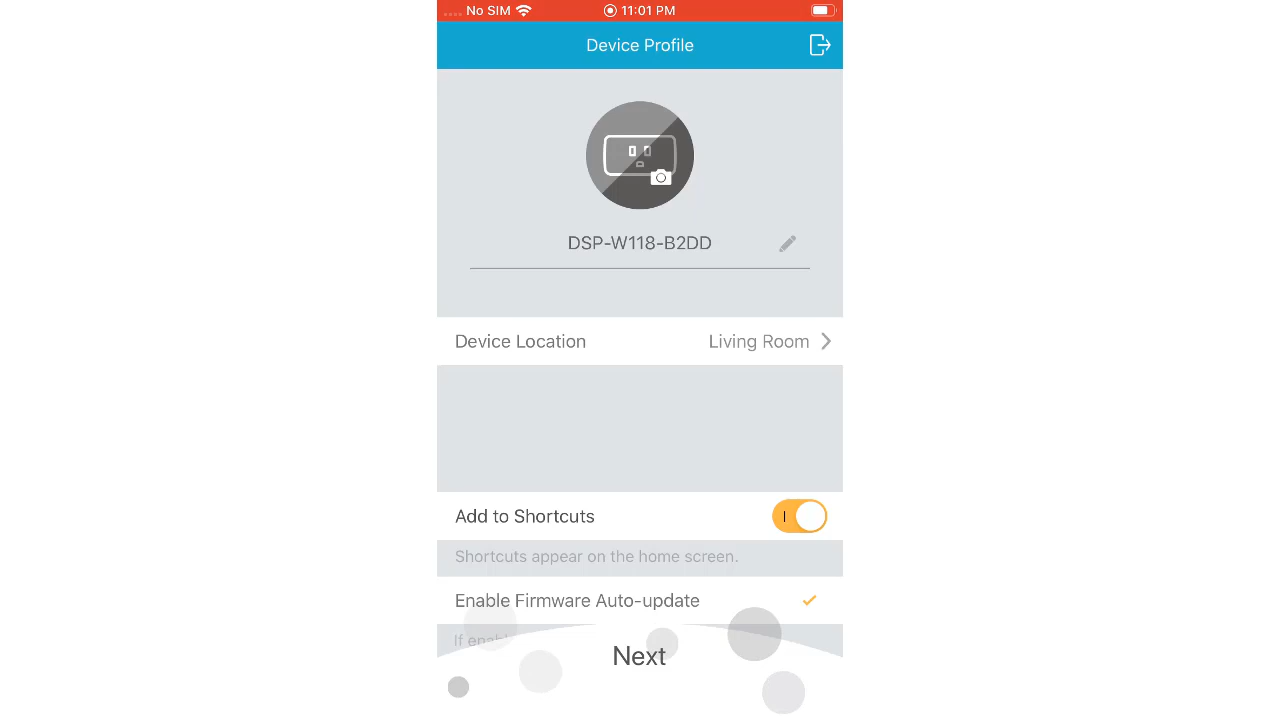 No SIM 11:01 PM
Device Profile
DSP-W118-B2DD
Device Location Living Room
Add to Shortcuts
Shortcuts appear on the home screen.
Enable Firmware Auto-update
If
Next